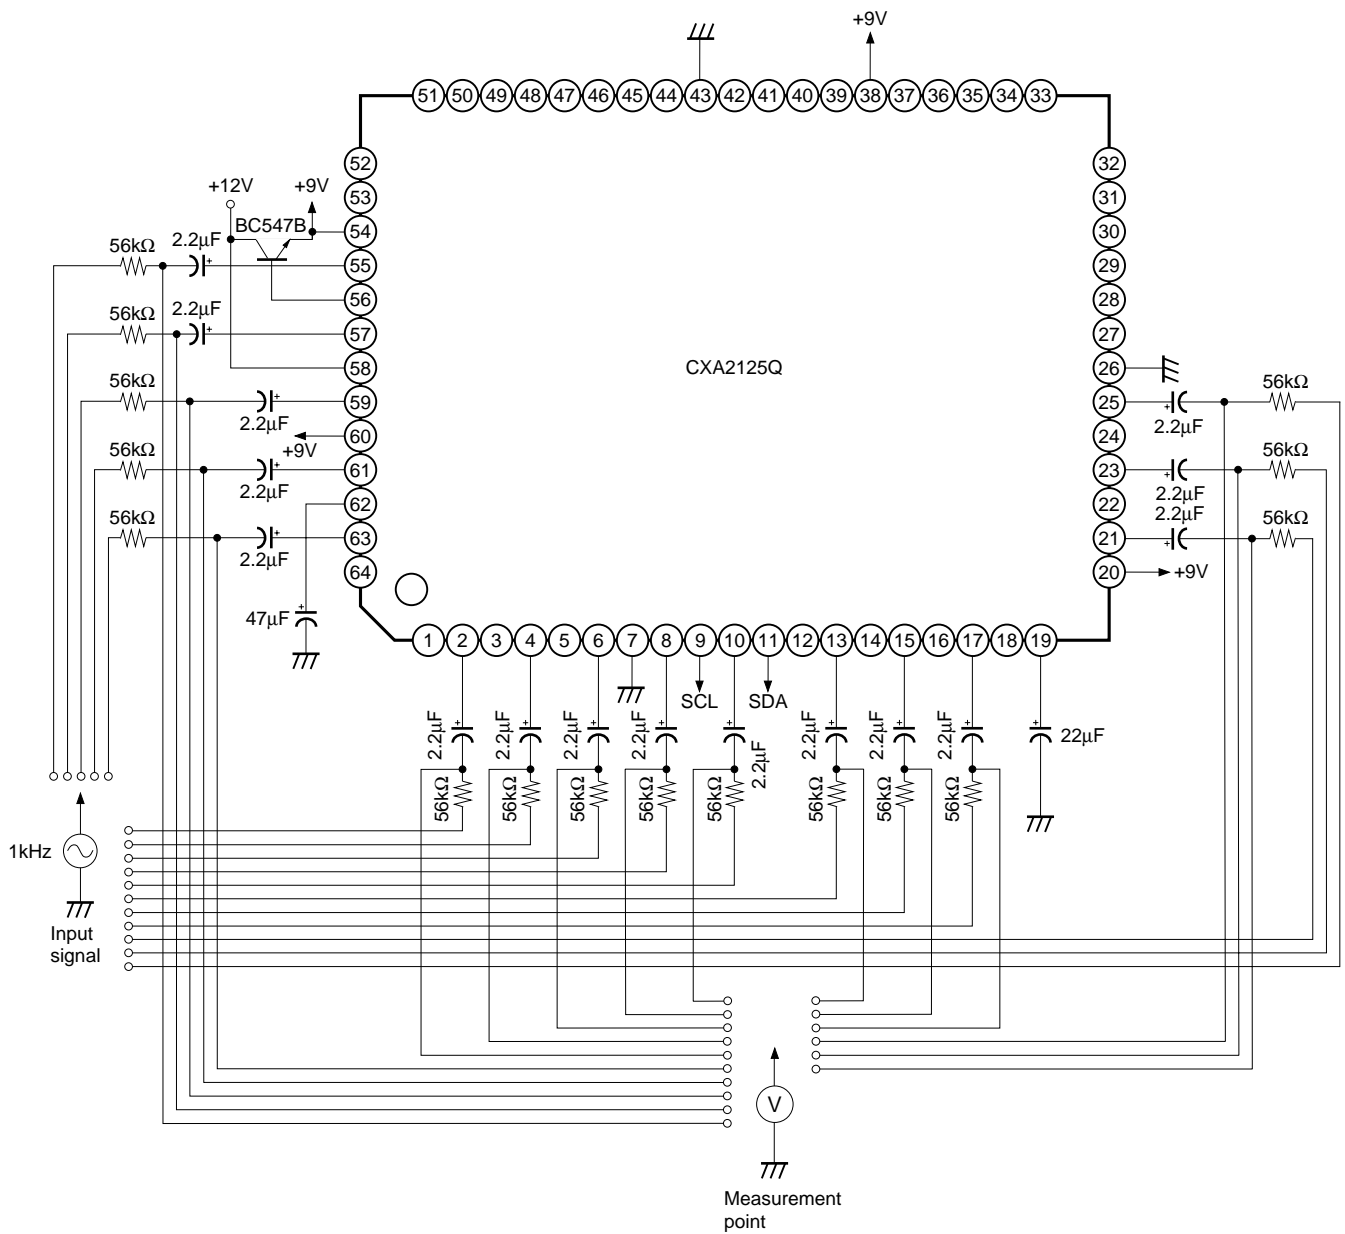 +9V
51 50 49 48 47 46 45 44 43 42 41 40 39 38 37 36 35 34 33
52 32
53 31
+12V +9V
BC547B 54 30
56kΩ 2.2µF + 55 29
56 28
56kΩ 2.2µF + 57 27
58 CXA2125Q 26
56kΩ + 59 25 56kΩ
2.2µF + 2.2µF
60 24
+9V
56kΩ + 61 23 56kΩ
2.2µF + 2.2µF
62 22
2.2µF
56kΩ + 63 21 + 56kΩ
2.2µF
64 20 +9V
47µF +
1 2 3 4 5 6 7 8 9 10 11 12 13 14 15 16 17 18 19
SCL SDA
2.2µF + 2.2µF + 2.2µF + 2.2µF + + 2.2µF 2.2µF + 2.2µF + 2.2µF + + 22µF
56kΩ 56kΩ 56kΩ 56kΩ 56kΩ 56kΩ 56kΩ 56kΩ
1kHz
Input
signal
V
Measurement
point